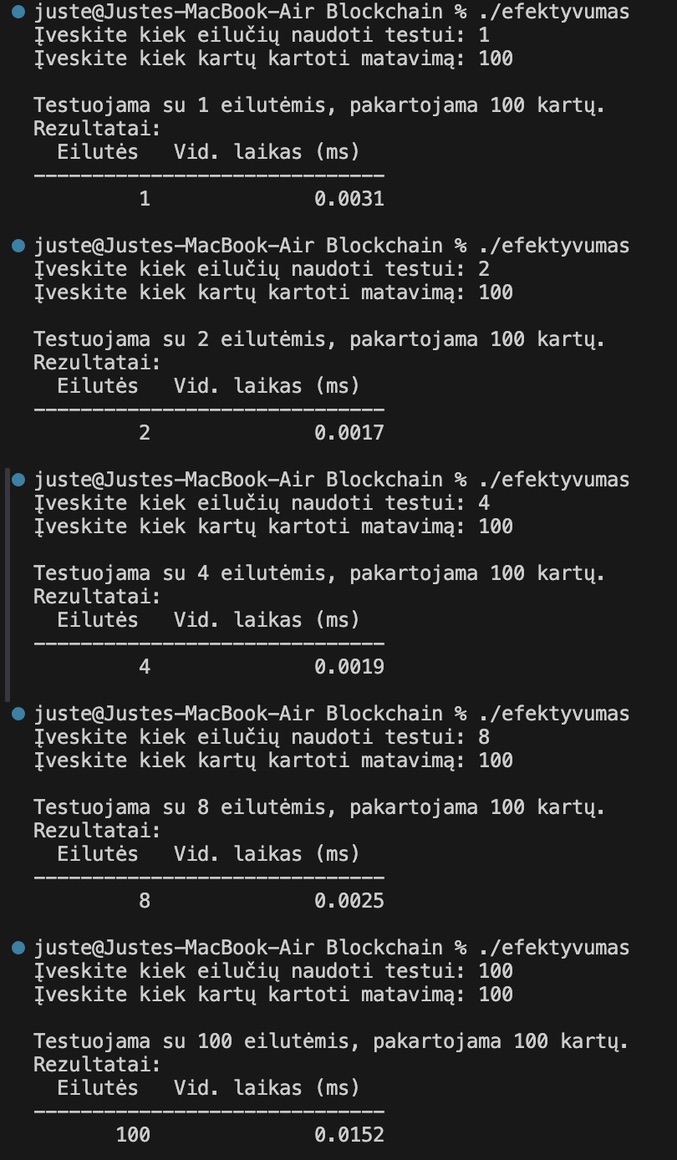 juste@Justes-MacBook-Air Blockchain % ./efektyvumas
Įveskite kiek eilučių naudoti testui: 1
Įveskite kiek kartų kartoti matavimą: 100
Testuojama su 1 eilutėmis, pakartojama 100 kartų.
Rezultatai:
Eilutės Vid. laikas (ms)
------------------------------
1 0.0031
juste@Justes-MacBook-Air Blockchain % ./efektyvumas
Įveskite kiek eilučių naudoti testui: 2
Įveskite kiek kartų kartoti matavimą: 100
Testuojama su 2 eilutėmis, pakartojama 100 kartų.
Rezultatai:
Eilutės Vid. laikas (ms)
------------------------------
2 0.0017
juste@Justes-MacBook-Air Blockchain % ./efektyvumas
Įveskite kiek eilučių naudoti testui: 4
Įveskite kiek kartų kartoti matavimą: 100
Testuojama su 4 eilutėmis, pakartojama 100 kartų.
Rezultatai:
Eilutės Vid. laikas (ms)
------------------------------
4 0.0019
juste@Justes-MacBook-Air Blockchain % ./efektyvumas
Įveskite kiek eilučių naudoti testui: 8
Įveskite kiek kartų kartoti matavimą: 100
Testuojama su 8 eilutėmis, pakartojama 100 kartų.
Rezultatai:
Eilutės Vid. laikas (ms)
------------------------------
8 0.0025
juste@Justes-MacBook-Air Blockchain % ./efektyvumas
Įveskite kiek eilučių naudoti testui: 100
Įveskite kiek kartų kartoti matavimą: 100
Testuojama su 100 eilutėmis, pakartojama 100 kartų.
Rezultatai:
Eilutės Vid. laikas (ms)
------------------------------
100 0.0152